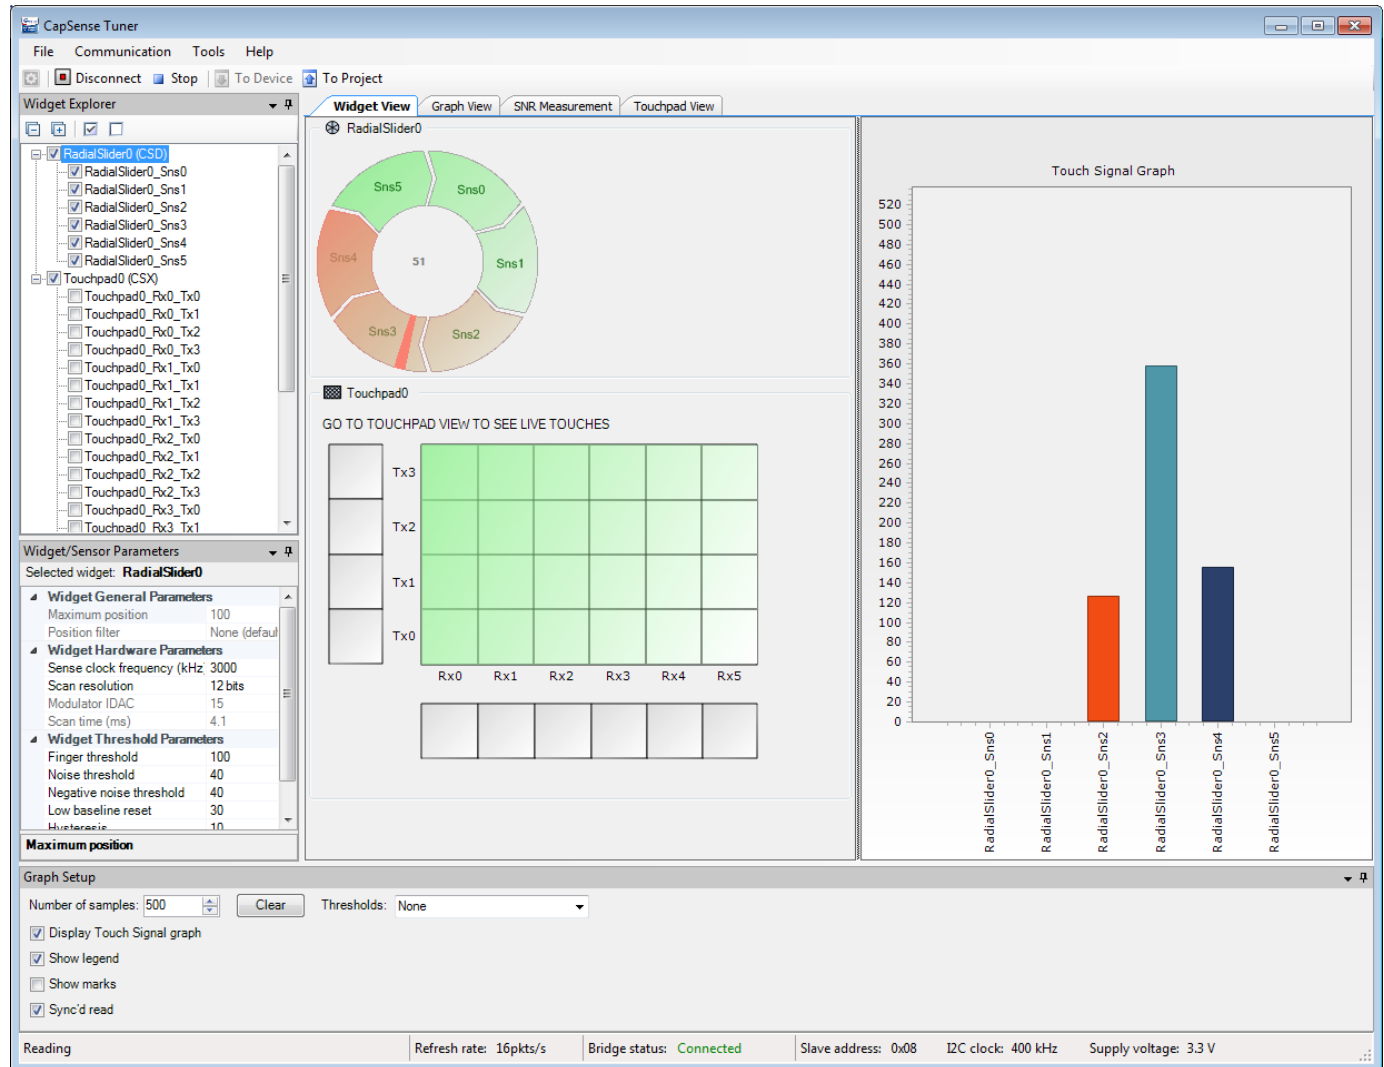 CapSense Tuner
File Communication Tools Help
Disconnect Stop To Device To Project
Widget Explorer
RadialSlider0 (CSD)
RadialSlider0_Sns0
RadialSlider0_Sns1
RadialSlider0_Sns2
RadialSlider0_Sns3
RadialSlider0_Sns4
RadialSlider0_Sns5
Touchpad0 (CSX)
Touchpad0_Rx0_Tx0
Touchpad0_Rx0_Tx1
Touchpad0_Rx0_Tx2
Touchpad0_Rx0_Tx3
Touchpad0_Rx1_Tx0
Touchpad0_Rx1_Tx1
Touchpad0_Rx1_Tx2
Touchpad0_Rx1_Tx3
Touchpad0_Rx2_Tx0
Touchpad0_Rx2_Tx1
Touchpad0_Rx2_Tx2
Touchpad0_Rx2_Tx3
Touchpad0_Rx3_Tx0
Touchpad0_Rx3_Tx1
Widget/Sensor Parameters
Selected widget: RadialSlider0
Widget General Parameters
Maximum position 100
Position filter None (defaul
Widget Hardware Parameters
Sense clock frequency (kHz 3000
Scan resolution 12 bits
Modulator IDAC 15
Scan time (ms) 4.1
Widget Threshold Parameters
Finger threshold 100
Noise threshold 40
Negative noise threshold 40
Low baseline reset 30
Hysteresis 10
Maximum position
Widget View Graph View SNR Measurement Touchpad View
RadialSlider0
Sns5 Sns0
Sns4 51 Sns1
Sns3 Sns2
Touchpad0
GO TO TOUCHPAD VIEW TO SEE LIVE TOUCHES
Tx3
Tx2
Tx1
Tx0
Rx0 Rx1 Rx2 Rx3 Rx4 Rx5
Touch Signal Graph
520
500
480
460
440
420
400
380
360
340
320
300
280
260
240
220
200
180
160
140
120
100
80
60
40
20
0
RadialSlider0_Sns0
RadialSlider0_Sns1
RadialSlider0_Sns2
RadialSlider0_Sns3
RadialSlider0_Sns4
RadialSlider0_Sns5
Graph Setup
Number of samples: 500 Clear Thresholds: None
Display Touch Signal graph
Show legend
Show marks
Sync'd read
Reading Refresh rate: 16pkts/s Bridge status: Connected Slave address: 0x08 I2C clock: 400 kHz Supply voltage: 3.3 V